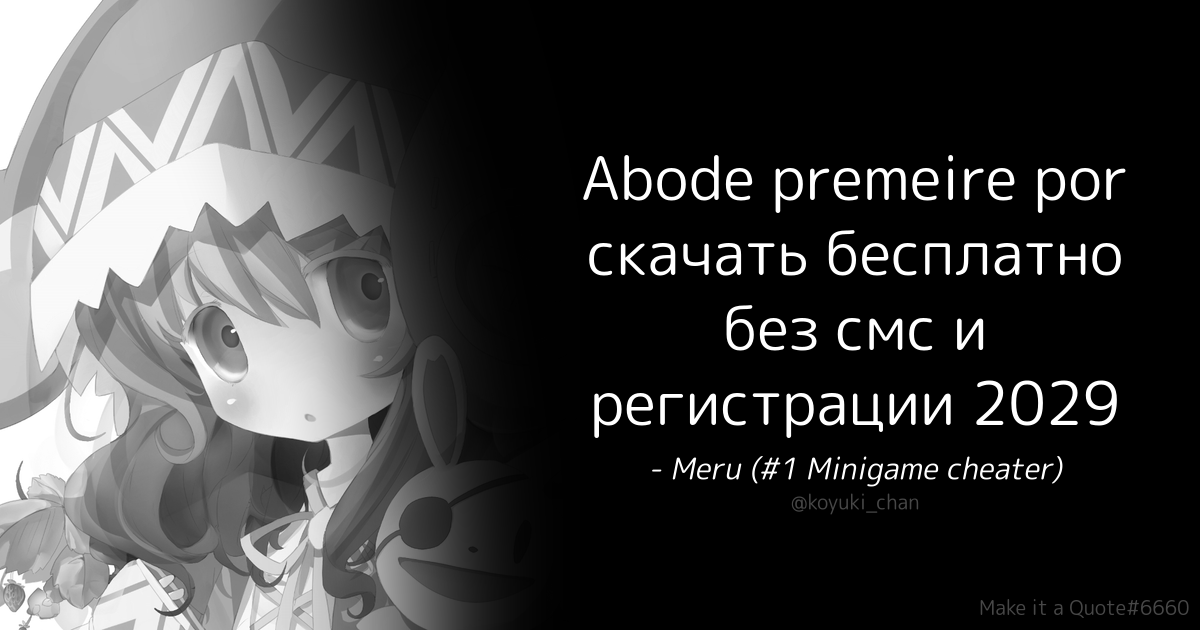 Abode premeire por
скачать бесплатно
без смс и
регистрации 2029
- Meru (#1 Minigame cheater)
@koyuki_chan
Make it a Quote#6660